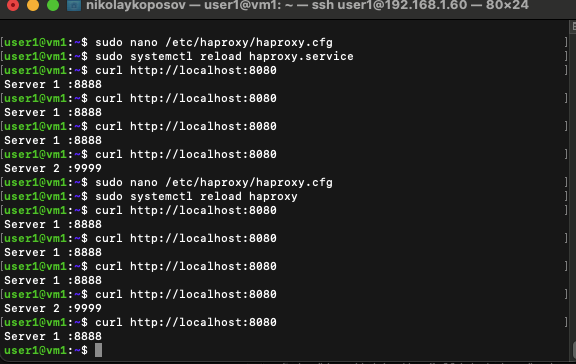 nikolaykoposov — user1@vm1: ~ — ssh user1@192.168.1.60 — 80×24
[user1@vm1:~$ sudo nano /etc/haproxy/haproxy.cfg ]
[user1@vm1:~$ sudo systemctl reload haproxy.service ]
[user1@vm1:~$ curl http://localhost:8080 ]
Server 1 :8888
[user1@vm1:~$ curl http://localhost:8080 ]
Server 1 :8888
[user1@vm1:~$ curl http://localhost:8080 ]
Server 1 :8888
[user1@vm1:~$ curl http://localhost:8080 ]
Server 2 :9999
[user1@vm1:~$ sudo nano /etc/haproxy/haproxy.cfg ]
[user1@vm1:~$ sudo systemctl reload haproxy ]
[user1@vm1:~$ curl http://localhost:8080 ]
Server 1 :8888
[user1@vm1:~$ curl http://localhost:8080 ]
Server 1 :8888
[user1@vm1:~$ curl http://localhost:8080 ]
Server 1 :8888
[user1@vm1:~$ curl http://localhost:8080 ]
Server 2 :9999
[user1@vm1:~$ curl http://localhost:8080 ]
Server 1 :8888
user1@vm1:~$